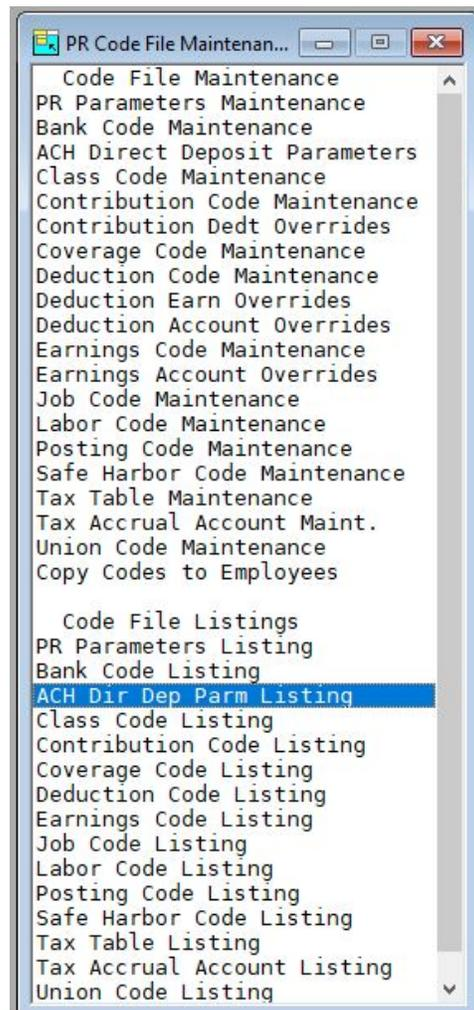 PR Code File Maintenan...
Code File Maintenance
PR Parameters Maintenance
Bank Code Maintenance
ACH Direct Deposit Parameters
Class Code Maintenance
Contribution Code Maintenance
Contribution Dedt Overrides
Coverage Code Maintenance
Deduction Code Maintenance
Deduction Earn Overrides
Deduction Account Overrides
Earnings Code Maintenance
Earnings Account Overrides
Job Code Maintenance
Labor Code Maintenance
Posting Code Maintenance
Safe Harbor Code Maintenance
Tax Table Maintenance
Tax Accrual Account Maint.
Union Code Maintenance
Copy Codes to Employees
Code File Listings
PR Parameters Listing
Bank Code Listing
ACH Dir Dep Parm Listing
Class Code Listing
Contribution Code Listing
Coverage Code Listing
Deduction Code Listing
Earnings Code Listing
Job Code Listing
Labor Code Listing
Posting Code Listing
Safe Harbor Code Listing
Tax Table Listing
Tax Accrual Account Listing
Union Code Listing